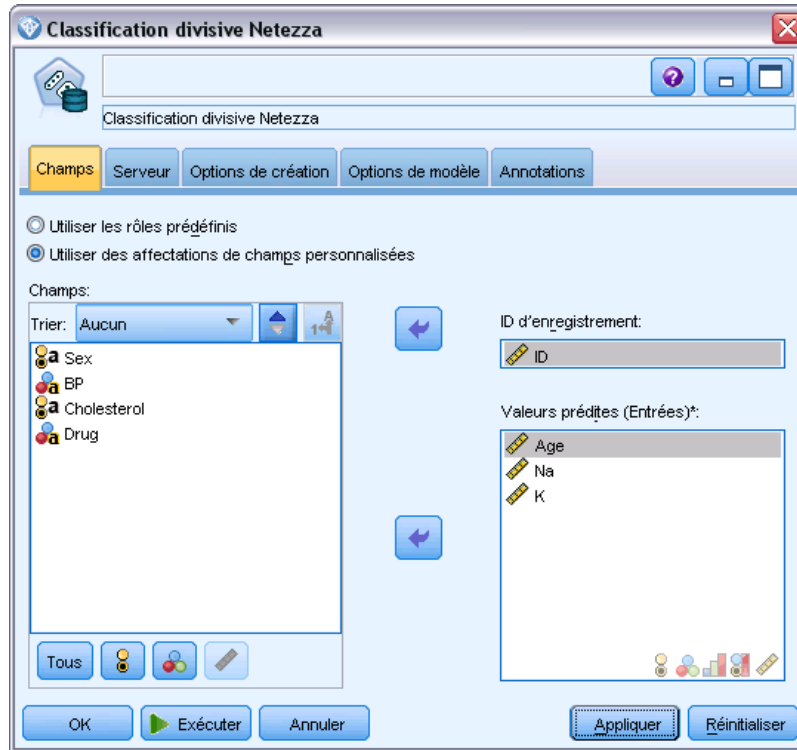 Classification divisive Netezza
?
Classification divisive Netezza
Champs
Serveur
Options de création
Options de modèle
Annotations
Utiliser les rôles prédéfinis
Utiliser des affectations de champs personnalisées
Champs:
Trier: Aucun
ID d'enregistrement:
ID
a Sex
a BP
a Cholesterol
a Drug
Valeurs prédites (Entrées)*:
Age
Na
K
Tous
OK
Exécuter
Annuler
Appliquer
Réinitialiser